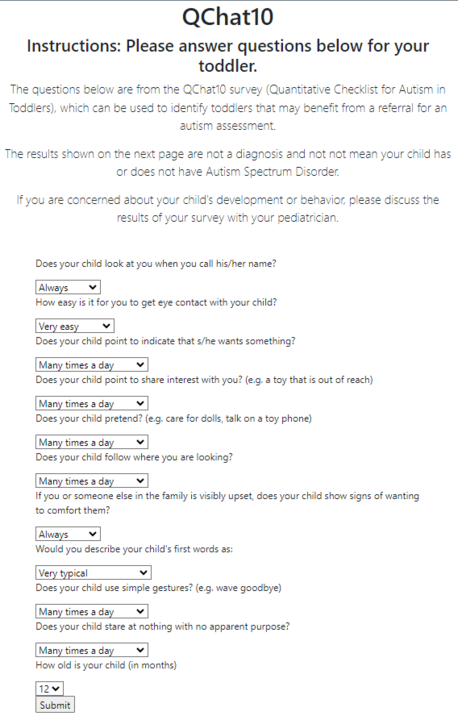 QChat10
Instructions: Please answer questions below for your
toddler.
The questions below are from the QChat10 survey (Quantitative Checklist for Autism in
Toddlers), which can be used to identify toddlers that may benefit from a referral for an
autism assessment.
The results shown on the next page are not a diagnosis and not not mean your child has
or does not have Autism Spectrum Disorder.
If you are concerned about your child's development or behavior, please discuss the
results of your survey with your pediatrician.
Does your child look at you when you call his/her name?
Always
How easy is it for you to get eye contact with your child?
Very easy
Does your child point to indicate that s/he wants something?
Many times a day
Does your child point to share interest with you? (e.g. a toy that is out of reach)
Many times a day
Does your child pretend? (e.g. care for dolls, talk on a toy phone)
Many times a day
Does your child follow where you are looking?
Many times a day
If you or someone else in the family is visibly upset, does your child show signs of wanting
to comfort them?
Always
Would you describe your child's first words as:
Very typical
Does your child use simple gestures? (e.g. wave goodbye)
Many times a day
Does your child stare at nothing with no apparent purpose?
Many times a day
How old is your child (in months)
12
Submit